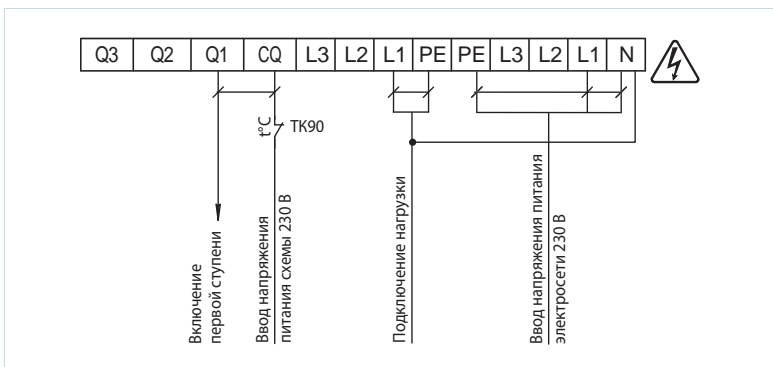 Q3 Q2 Q1 CQ L3 L2 L1 PE PE L3 L2 L1 N
t°C TK90
Включение
первой ступени
Ввод напряжения
питания схемы 230 В
Подключение нагрузки
Ввод напряжения питания
электросети 230 В